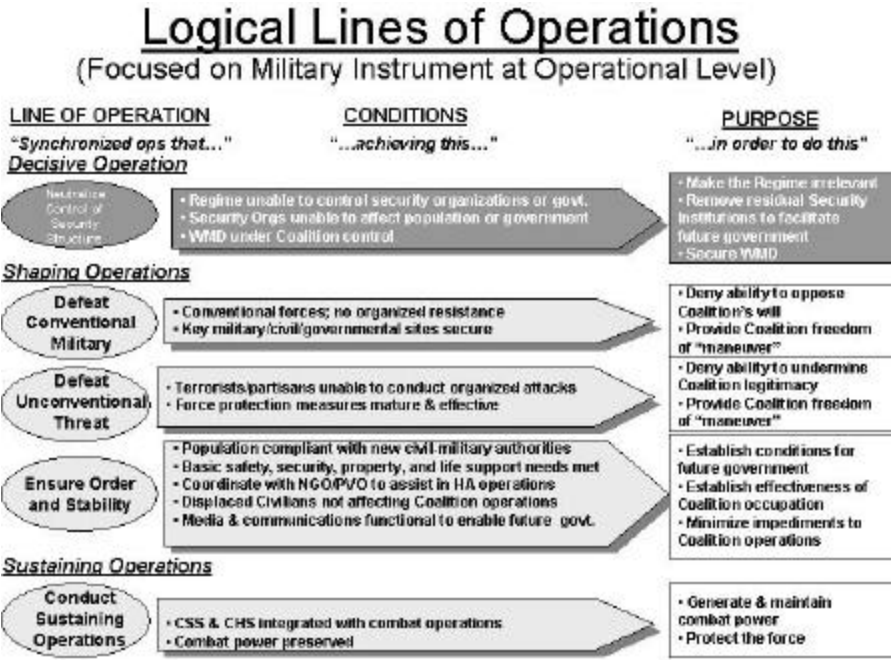 Logical Lines of Operations
(Focused on Military Instrument at Operational Level)
LINE OF OPERATION
CONDITIONS
PURPOSE
"Synchronized ops that..."
"...achieving this..."
"...in order to do this"
Decisive Operation
Neutralize
Control of
Security
Structure
• Regime unable to control security organizations or govt.
• Security Orgs unable to affect population or government
• WMD under Coalition control
• Make the Regime irrelevant
• Remove residual Security
Institutions to facilitate
future government
• Secure WMD
Shaping Operations
Defeat
Conventional
Military
• Conventional forces; no organized resistance
• Key military/civil/governmental sites secure
• Deny ability to oppose
Coalition's will
• Provide Coalition freedom
of "maneuver"
Defeat
Unconventional
Threat
• Terrorists/partisans unable to conduct organized attacks
• Force protection measures mature & effective
• Deny ability to undermine
Coalition legitimacy
• Provide Coalition freedom
of "maneuver"
Ensure Order
and Stability
• Population compliant with new civil-military authorities
• Basic safety, security, property, and life support needs met
• Coordinate with NGO/PVO to assist in HA operations
• Displaced Civilians not affecting Coalition operations
• Media & communications functional to enable future govt.
• Establish conditions for
future government
• Establish effectiveness of
Coalition occupation
• Minimize impediments to
Coalition operations
Sustaining Operations
Conduct
Sustaining
Operations
• CSS & CHS integrated with combat operations
• Combat power preserved
• Generate & maintain
combat power
• Protect the force